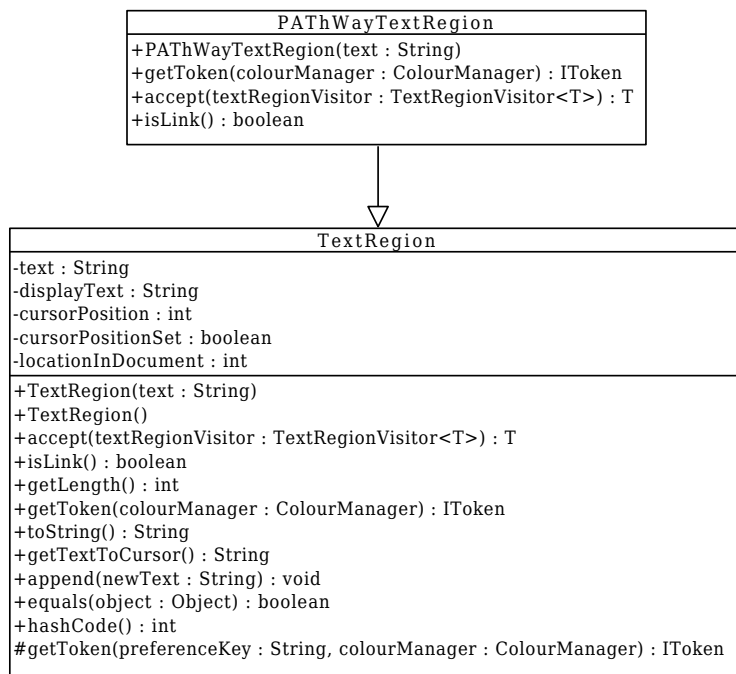 PAThWayTextRegion
+PAThWayTextRegion(text : String)
+getToken(colourManager : ColourManager) : IToken
+accept(textRegionVisitor : TextRegionVisitor<T>) : T
+isLink() : boolean
TextRegion
-text : String
-displayText : String
-cursorPosition : int
-cursorPositionSet : boolean
-locationInDocument : int
+TextRegion(text : String)
+TextRegion()
+accept(textRegionVisitor : TextRegionVisitor<T>) : T
+isLink() : boolean
+getLength() : int
+getToken(colourManager : ColourManager) : IToken
+toString() : String
+getTextToCursor() : String
+append(newText : String) : void
+equals(object : Object) : boolean
+hashCode() : int
#getToken(preferenceKey : String, colourManager : ColourManager) : IToken